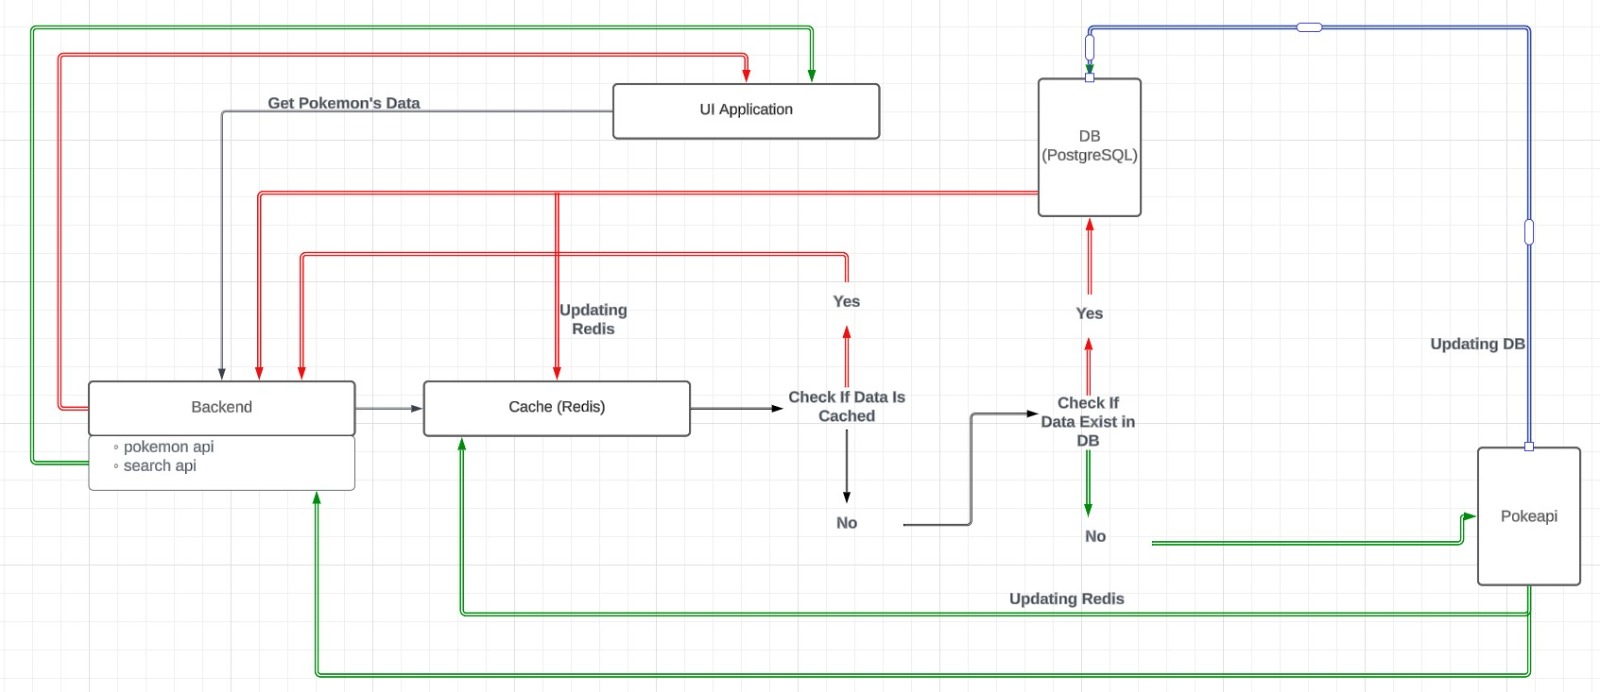 Get Pokemon's Data
UI Application
DB
(PostgreSQL)
Updating
Redis
Yes
Yes
Updating DB
Backend
pokemon api
search api
Cache (Redis)
Check If Data Is
Cached
Check If
Data Exist in
DB
No
No
Pokeapi
Updating Redis